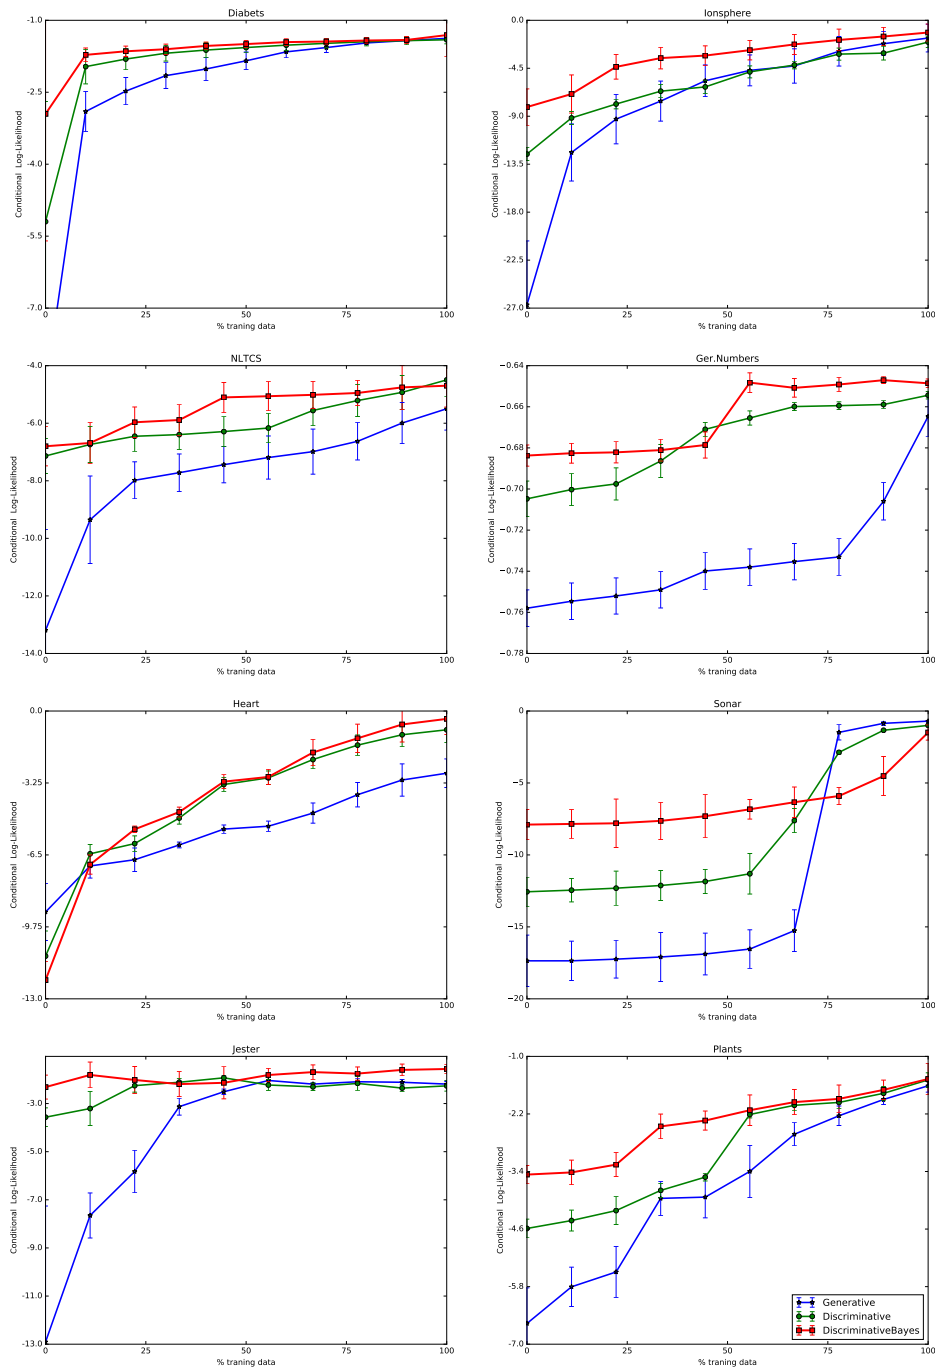 Diabets
-1.0
-2.5
-4.0
-5.5
-7.0
Conditional Log-Likelihood
0 25 50 75 100
% traning data
Ionsphere
0.0
-4.5
-9.0
-13.5
-18.0
-22.5
-27.0
Conditional Log-Likelihood
0 25 50 75 100
% traning data
NLTCS
-4.0
-6.0
-8.0
-10.0
-12.0
-14.0
Conditional Log-Likelihood
0 25 50 75 100
% traning data
Ger.Numbers
−0.64
−0.66
−0.68
−0.70
−0.72
−0.74
−0.76
−0.78
Conditional Log-Likelihood
0 25 50 75 100
% traning data
Heart
0.0
-3.25
-6.5
-9.75
-13.0
Conditional Log-Likelihood
0 25 50 75 100
% traning data
Sonar
0
−5
−10
−15
−20
Conditional Log-Likelihood
0 25 50 75 100
% traning data
Jester
-3.0
-5.0
-7.0
-9.0
-11.0
-13.0
Conditional Log-Likelihood
0 25 50 75 100
% traning data
Plants
-1.0
-2.2
-3.4
-4.6
-5.8
-7.0
Conditional Log-Likelihood
0 25 50 75 100
% traning data
Generative
Discriminative
DiscriminativeBayes